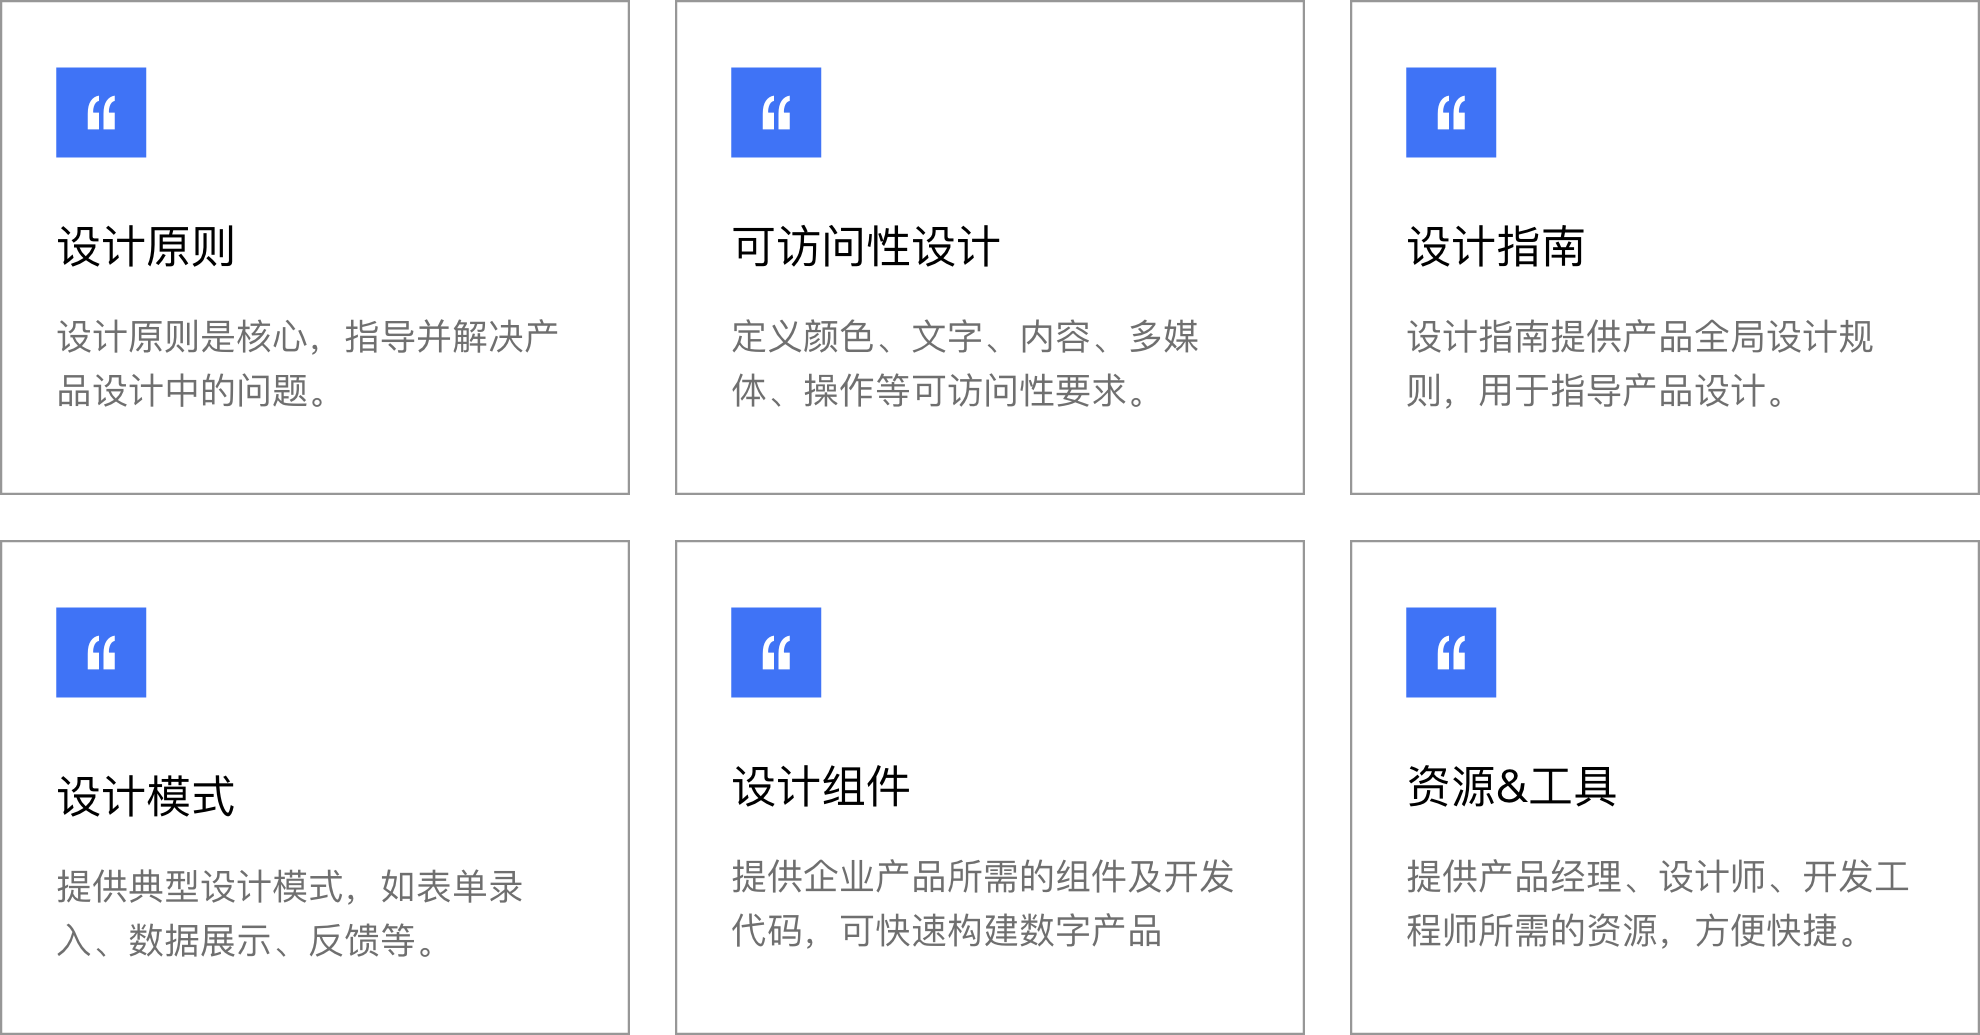 “
设计原则
设计原则是核心，指导并解决产
品设计中的问题。
“
可访问性设计
定义颜色、文字、内容、多媒
体、操作等可访问性要求。
“
设计指南
设计指南提供产品全局设计规
则，用于指导产品设计。
“
设计模式
提供典型设计模式，如表单录
入、数据展示、反馈等。
“
设计组件
提供企业产品所需的组件及开发
代码，可快速构建数字产品
“
资源&工具
提供产品经理、设计师、开发工
程师所需的资源，方便快捷。